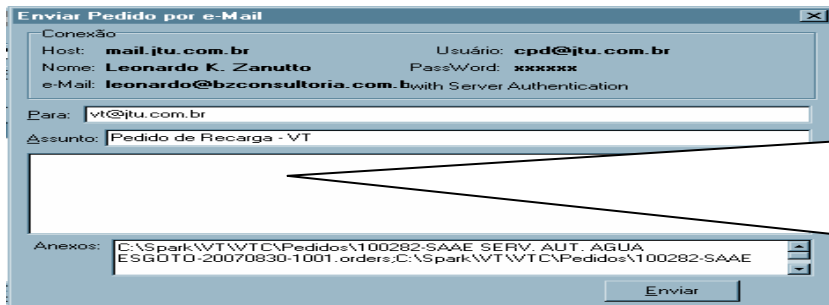 Enviar Pedido por e-Mail
Conexão
Host: mail.jtu.com.br Usuário: cpd@jtu.com.br
Nome: Leonardo K. Zanutto PassWord: xxxxxx
e-Mail: leonardo@bzconsultoria.com.b with Server Authentication
Para: vt@jtu.com.br
Assunto: Pedido de Recarga - VT
Anexos: C:\Spark\VT\VTC\Pedidos\100282-SAAE SERV. AUT. AGUA
ESGOTO-20070830-1001.orders;C:\Spark\VT\VTC\Pedidos\100282-SAAE
Enviar